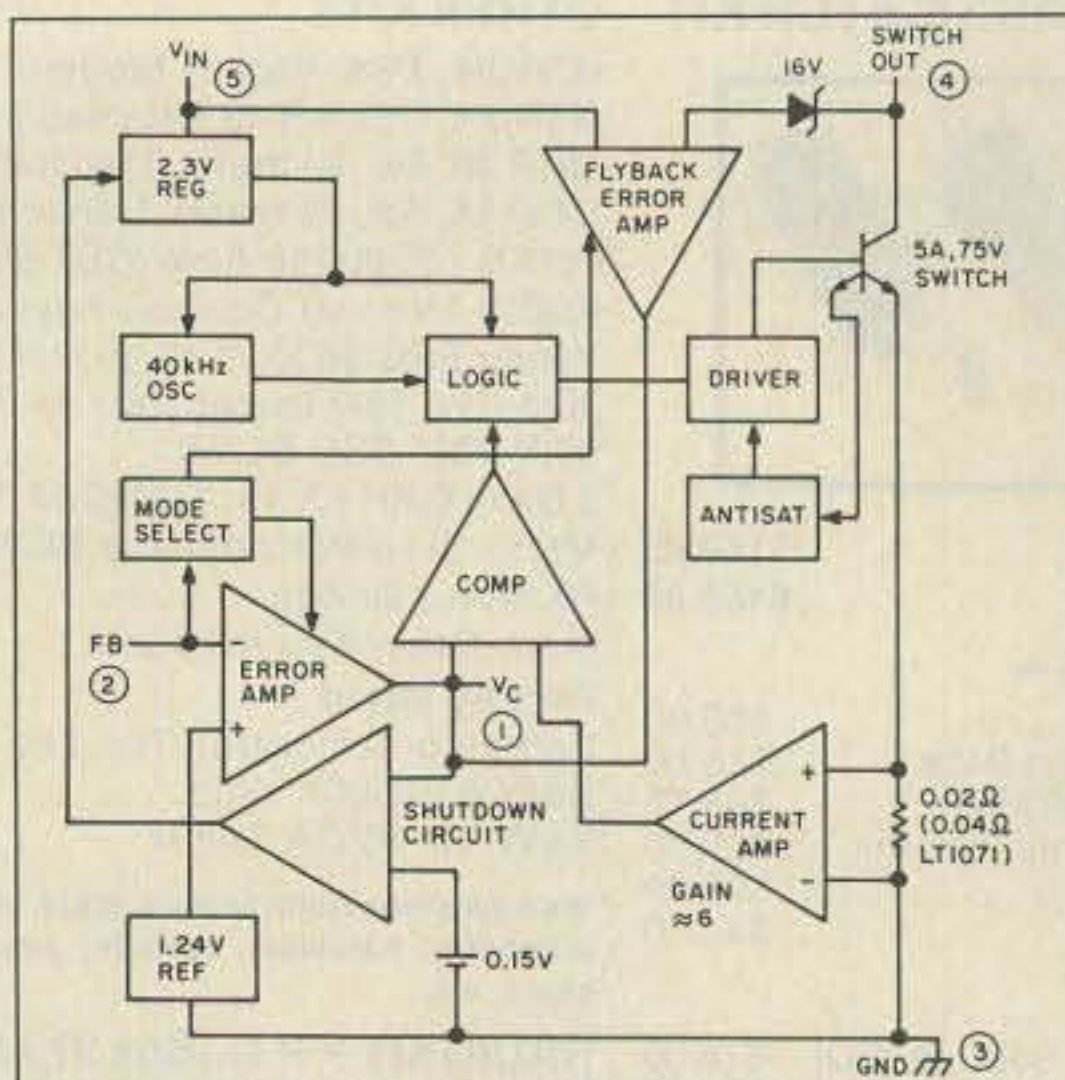 VIN
⑤
SWITCH
OUT
④
16V
2.3V
REG
FLYBACK
ERROR
AMP
5A, 75V
SWITCH
40kHz
OSC
LOGIC
DRIVER
MODE
SELECT
ANTISAT
COMP
FB
②
-
ERROR
AMP
+
VC
①
SHUTDOWN
CIRCUIT
+
CURRENT
AMP
-
GAIN
≈6
0.02Ω
(0.04Ω
LT1071)
1.24V
REF
0.15V
GND
③